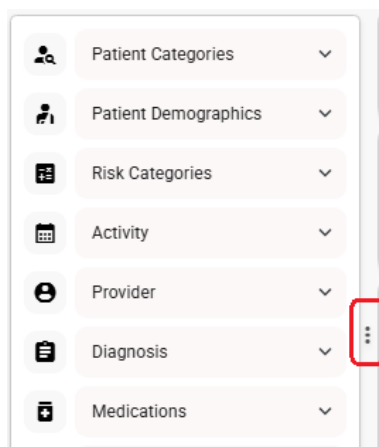 Patient Categories
Patient Demographics
Risk Categories
Activity
Provider
Diagnosis
Medications